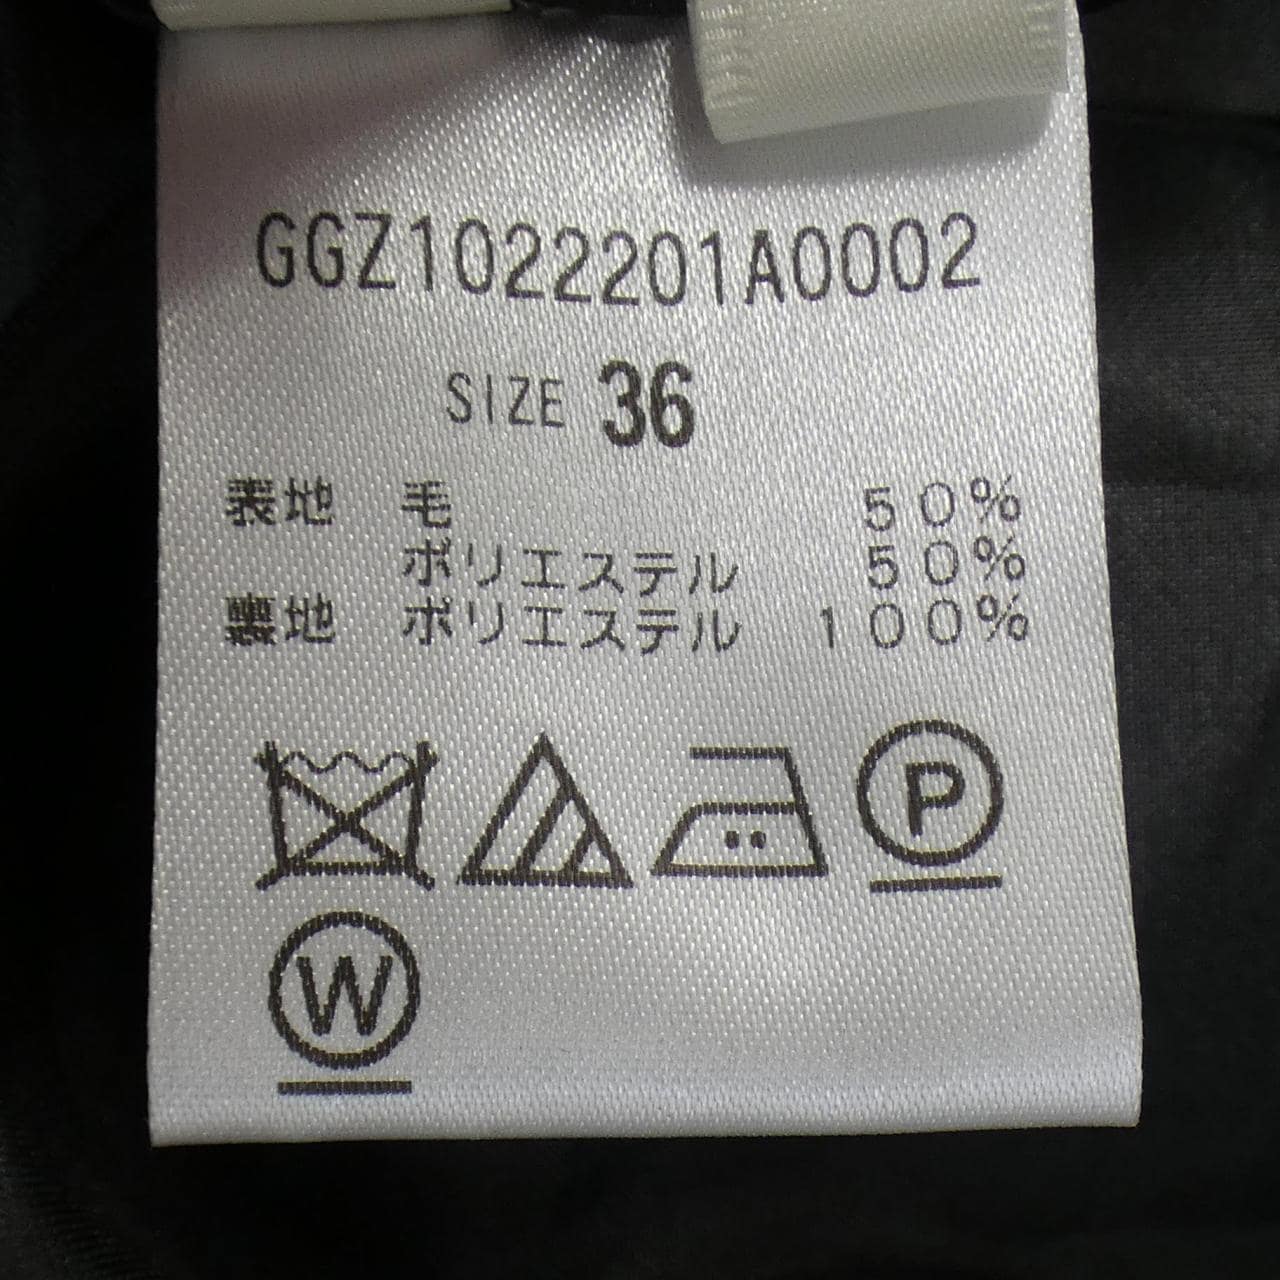 GGZ1022201A0002
SIZE 36
表地 毛 50%
ポリエステル 50%
裏地 ポリエステル 100%
P
W